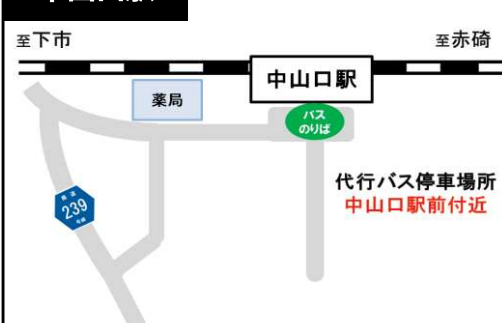 至下市
至赤碕
中山口駅
薬局
バス
のりば
239
代行バス停車場所
中山口駅前付近